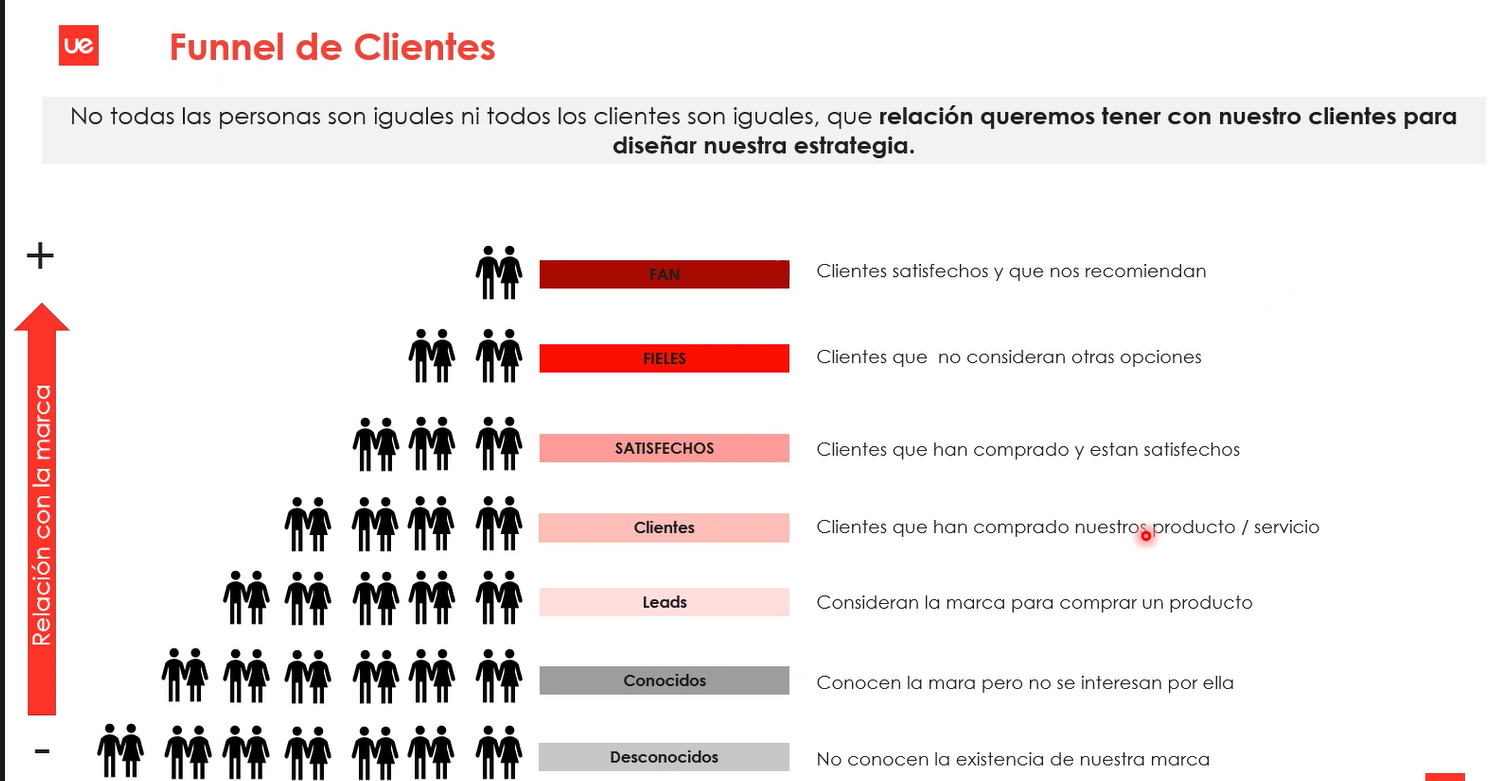 ue
Funnel de Clientes
No todas las personas son iguales ni todos los clientes son iguales, que relación queremos tener con nuestro clientes para
diseñar nuestra estrategia.
+
FAN
Clientes satisfechos y que nos recomiendan
FIELES
Clientes que  no consideran otras opciones
SATISFECHOS
Clientes que han comprado y estan satisfechos
Clientes
Clientes que han comprado nuestros producto / servicio
Leads
Consideran la marca para comprar un producto
Conocidos
Conocen la mara pero no se interesan por ella
Desconocidos
No conocen la existencia de nuestra marca
Relación con la marca
-